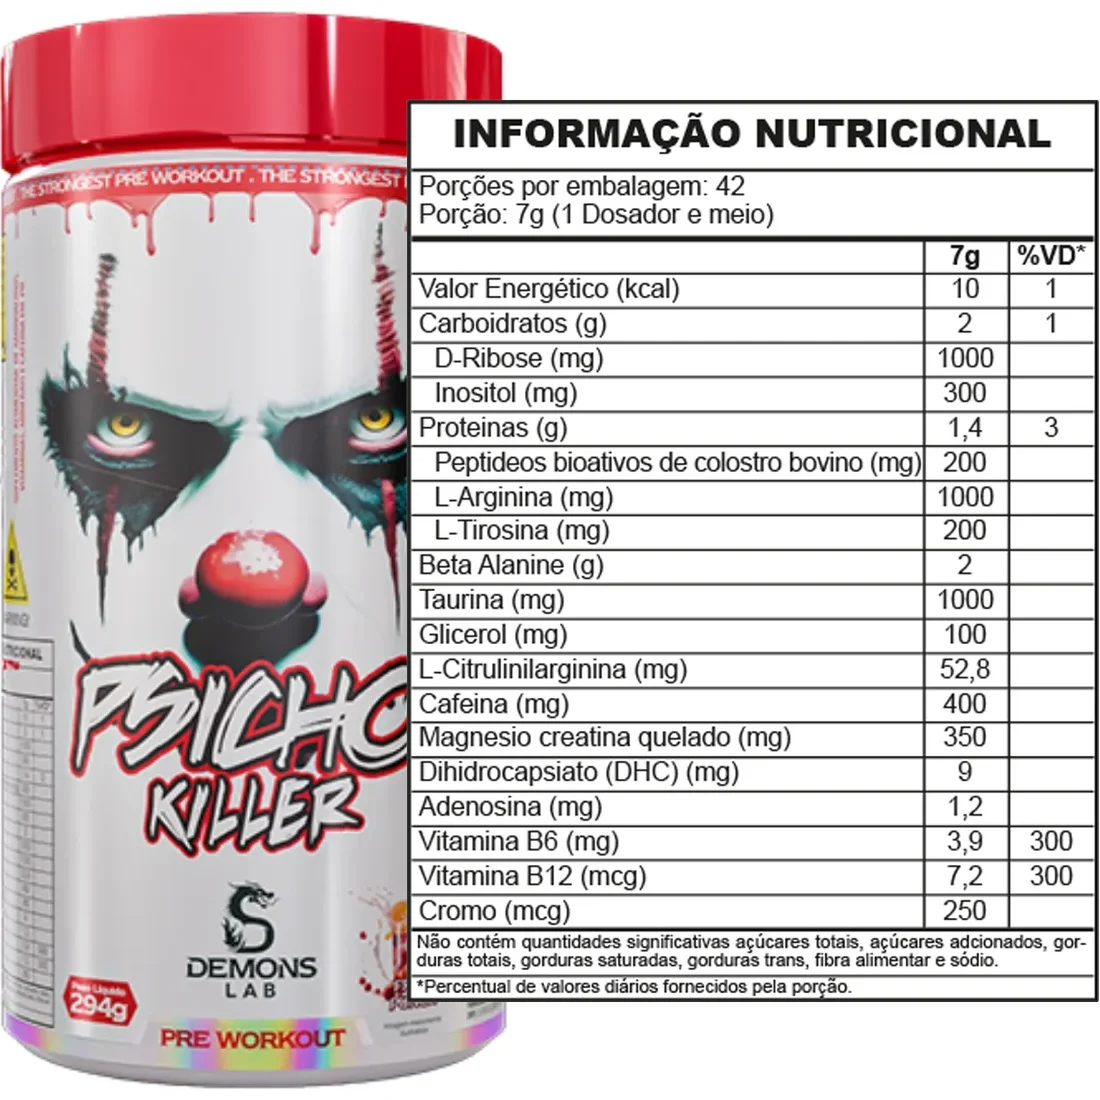 THE STRONGEST PRE WORKOUT . THE STRONGEST
PSICHO
KILLER
DEMONS
LAB
Peso Líquido
294g
PRE WORKOUT
INFORMAÇÃO NUTRICIONAL
Porções por embalagem: 42
Porção: 7g (1 Dosador e meio)
7g %VD*
Valor Energético (kcal) 10 1
Carboidratos (g) 2 1
D-Ribose (mg) 1000
Inositol (mg) 300
Proteinas (g) 1,4 3
Peptideos bioativos de colostro bovino (mg) 200
L-Arginina (mg) 1000
L-Tirosina (mg) 200
Beta Alanine (g) 2
Taurina (mg) 1000
Glicerol (mg) 100
L-Citrulinilarginina (mg) 52,8
Cafeina (mg) 400
Magnesio creatina quelado (mg) 350
Dihidrocapsiato (DHC) (mg) 9
Adenosina (mg) 1,2
Vitamina B6 (mg) 3,9 300
Vitamina B12 (mcg) 7,2 300
Cromo (mcg) 250
Não contém quantidades significativas açúcares totais, açúcares adcionados, gor-
duras totais, gorduras saturadas, gorduras trans, fibra alimentar e sódio.
*Percentual de valores diários fornecidos pela porção.